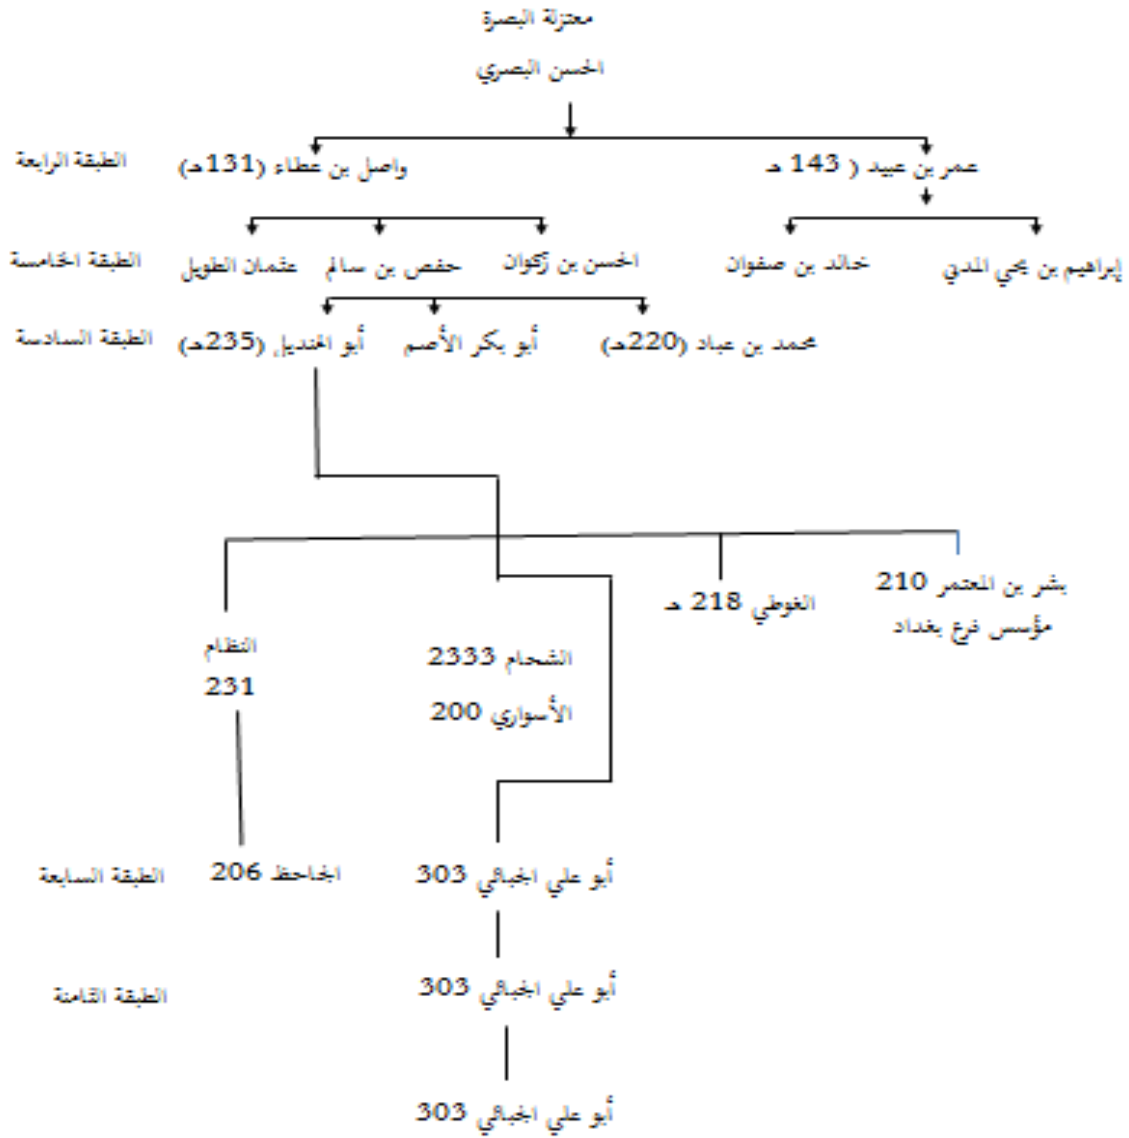 معتزلة البصرة
الحسن البصري
الطبقة الرابعة
عمر بن عبيد ( 143 هـ
واصل بن عطاء (131هـ)
الطبقة الخامسة
إبراهيم بن يحي المدني
خالد بن صفوان
الحسن بن زكوان
حفص بن سالم
عثمان الطويل
الطبقة السادسة
محمد بن عباد (220هـ)
أبو بكر الأصم
أبو الهنديل (235هـ)
بشر بن المعتمر 210
مؤسس فرع بغداد
الغوطي 218 هـ
الشحام 2333
الأسواري 200
النظام
231
الطبقة السابعة
أبو علي الجبائي 303
الجاحظ 206
الطبقة الثامنة
أبو علي الجبائي 303
أبو علي الجبائي 303